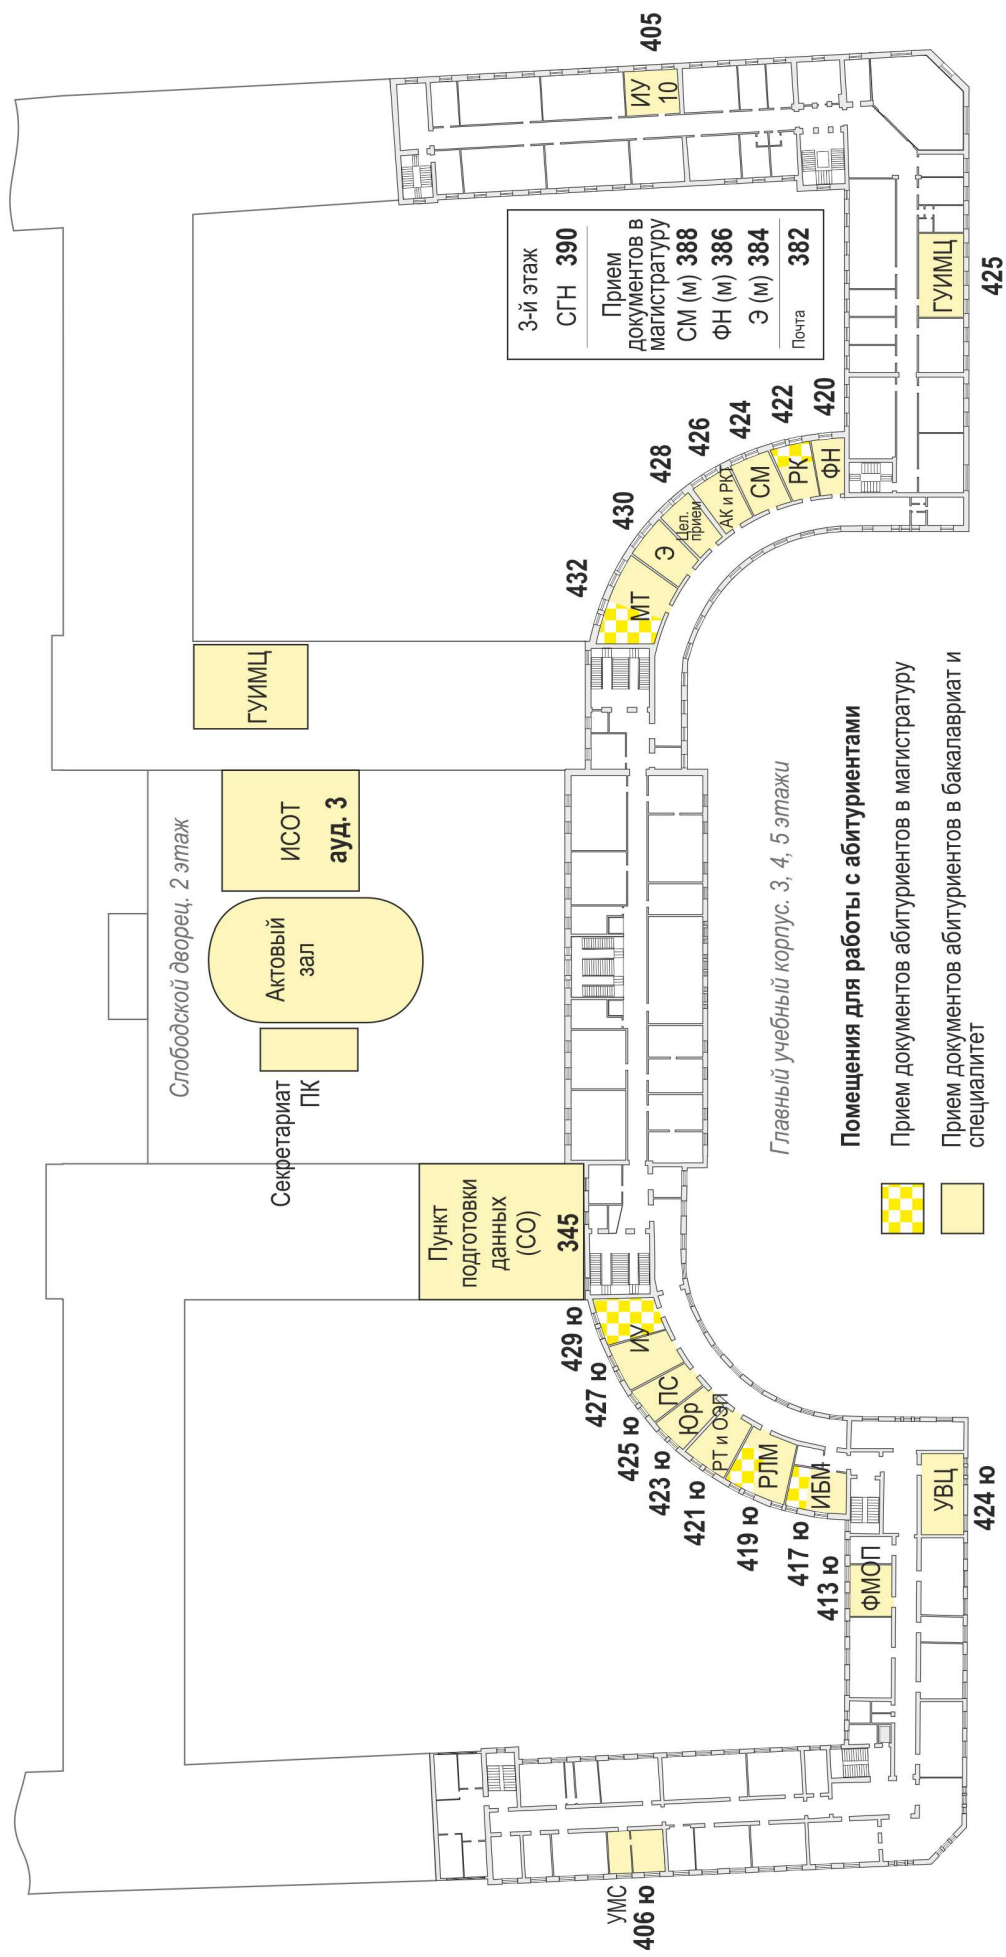 Слободской дворец. 2 этаж
Секретариат
ПК
Актовый
зал
ИСОТ
ауд. 3
ГУИМЦ
Пункт
подготовки
данных
(СО)
345
3-й этаж
СГН 390
Прием
документов в
магистратуру
СМ (м) 388
ФН (м) 386
Э (м) 384
Почта 382
ИУ
10
405
УМС
406 ю
429 ю
427 ю
ИУ
425 ю
ПС
423 ю
Юр
421 ю
РТ и ОЭП
419 ю
РЛМ
417 ю
ИБМ
413 ю
ФМОП
УВЦ
424 ю
432
МТ
430
Э
428
Цел.
прием
426
АК и РКТ
424
СМ
422
РК
420
ФН
ГУИМЦ
425
Главный учебный корпус. 3, 4, 5 этажи
Помещения для работы с абитуриентами
Прием документов абитуриентов в магистратуру
Прием документов абитуриентов в бакалавриат и
специалитет